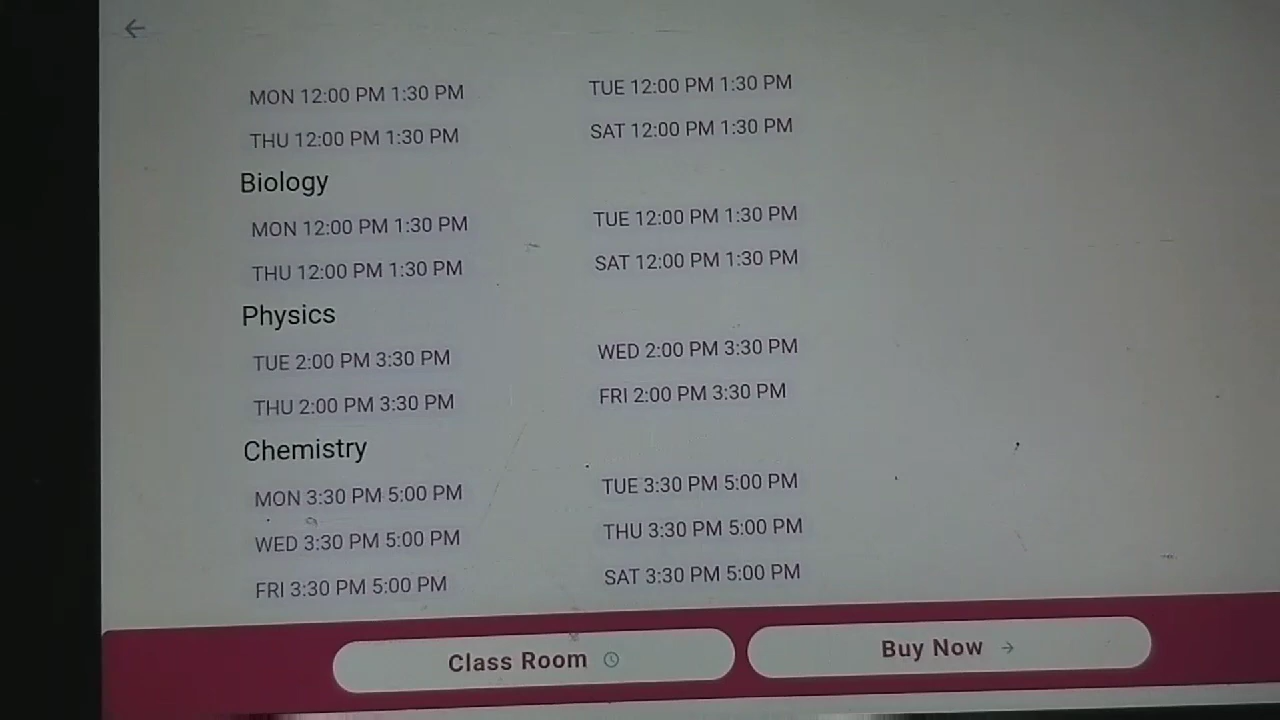 MON 12:00 PM 1:30 PM TUE 12:00 PM 1:30 PM
THU 12:00 PM 1:30 PM SAT 12:00 PM 1:30 PM
Biology
MON 12:00 PM 1:30 PM TUE 12:00 PM 1:30 PM
THU 12:00 PM 1:30 PM SAT 12:00 PM 1:30 PM
Physics
TUE 2:00 PM 3:30 PM WED 2:00 PM 3:30 PM
THU 2:00 PM 3:30 PM FRI 2:00 PM 3:30 PM
Chemistry
MON 3:30 PM 5:00 PM TUE 3:30 PM 5:00 PM
WED 3:30 PM 5:00 PM THU 3:30 PM 5:00 PM
FRI 3:30 PM 5:00 PM SAT 3:30 PM 5:00 PM
Class Room Buy Now